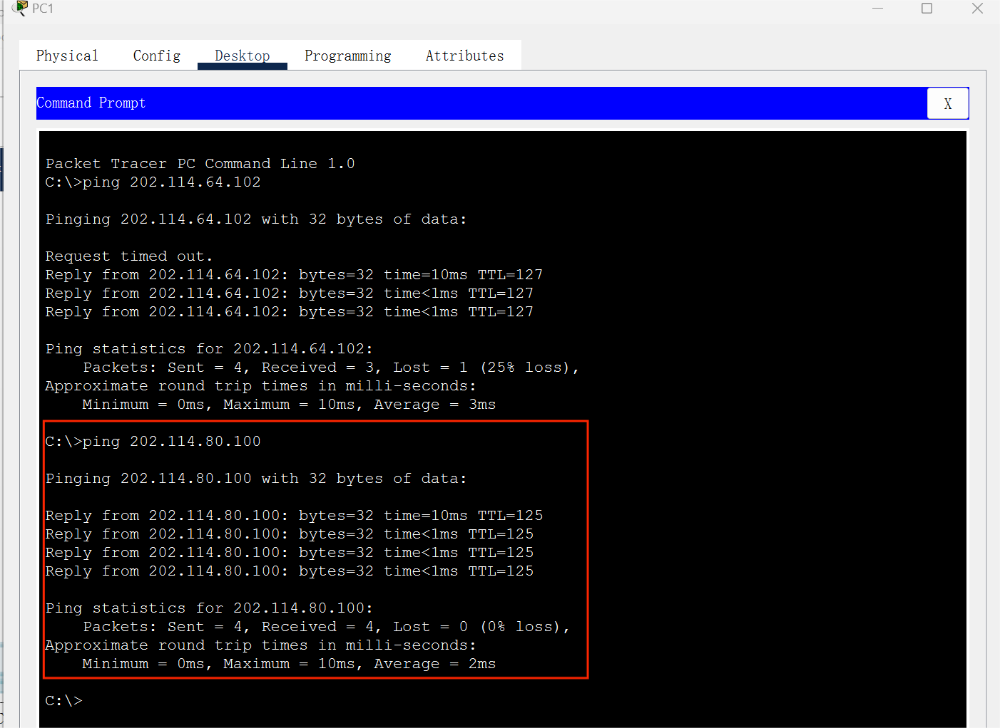 PC1
Physical Config Desktop Programming Attributes
Command Prompt
X
Packet Tracer PC Command Line 1.0
C:\>ping 202.114.64.102
Pinging 202.114.64.102 with 32 bytes of data:
Request timed out.
Reply from 202.114.64.102: bytes=32 time=10ms TTL=127
Reply from 202.114.64.102: bytes=32 time<1ms TTL=127
Reply from 202.114.64.102: bytes=32 time<1ms TTL=127
Ping statistics for 202.114.64.102:
    Packets: Sent = 4, Received = 3, Lost = 1 (25% loss),
Approximate round trip times in milli-seconds:
    Minimum = 0ms, Maximum = 10ms, Average = 3ms
C:\>ping 202.114.80.100
Pinging 202.114.80.100 with 32 bytes of data:
Reply from 202.114.80.100: bytes=32 time=10ms TTL=125
Reply from 202.114.80.100: bytes=32 time<1ms TTL=125
Reply from 202.114.80.100: bytes=32 time<1ms TTL=125
Reply from 202.114.80.100: bytes=32 time<1ms TTL=125
Ping statistics for 202.114.80.100:
    Packets: Sent = 4, Received = 4, Lost = 0 (0% loss),
Approximate round trip times in milli-seconds:
    Minimum = 0ms, Maximum = 10ms, Average = 2ms
C:\>